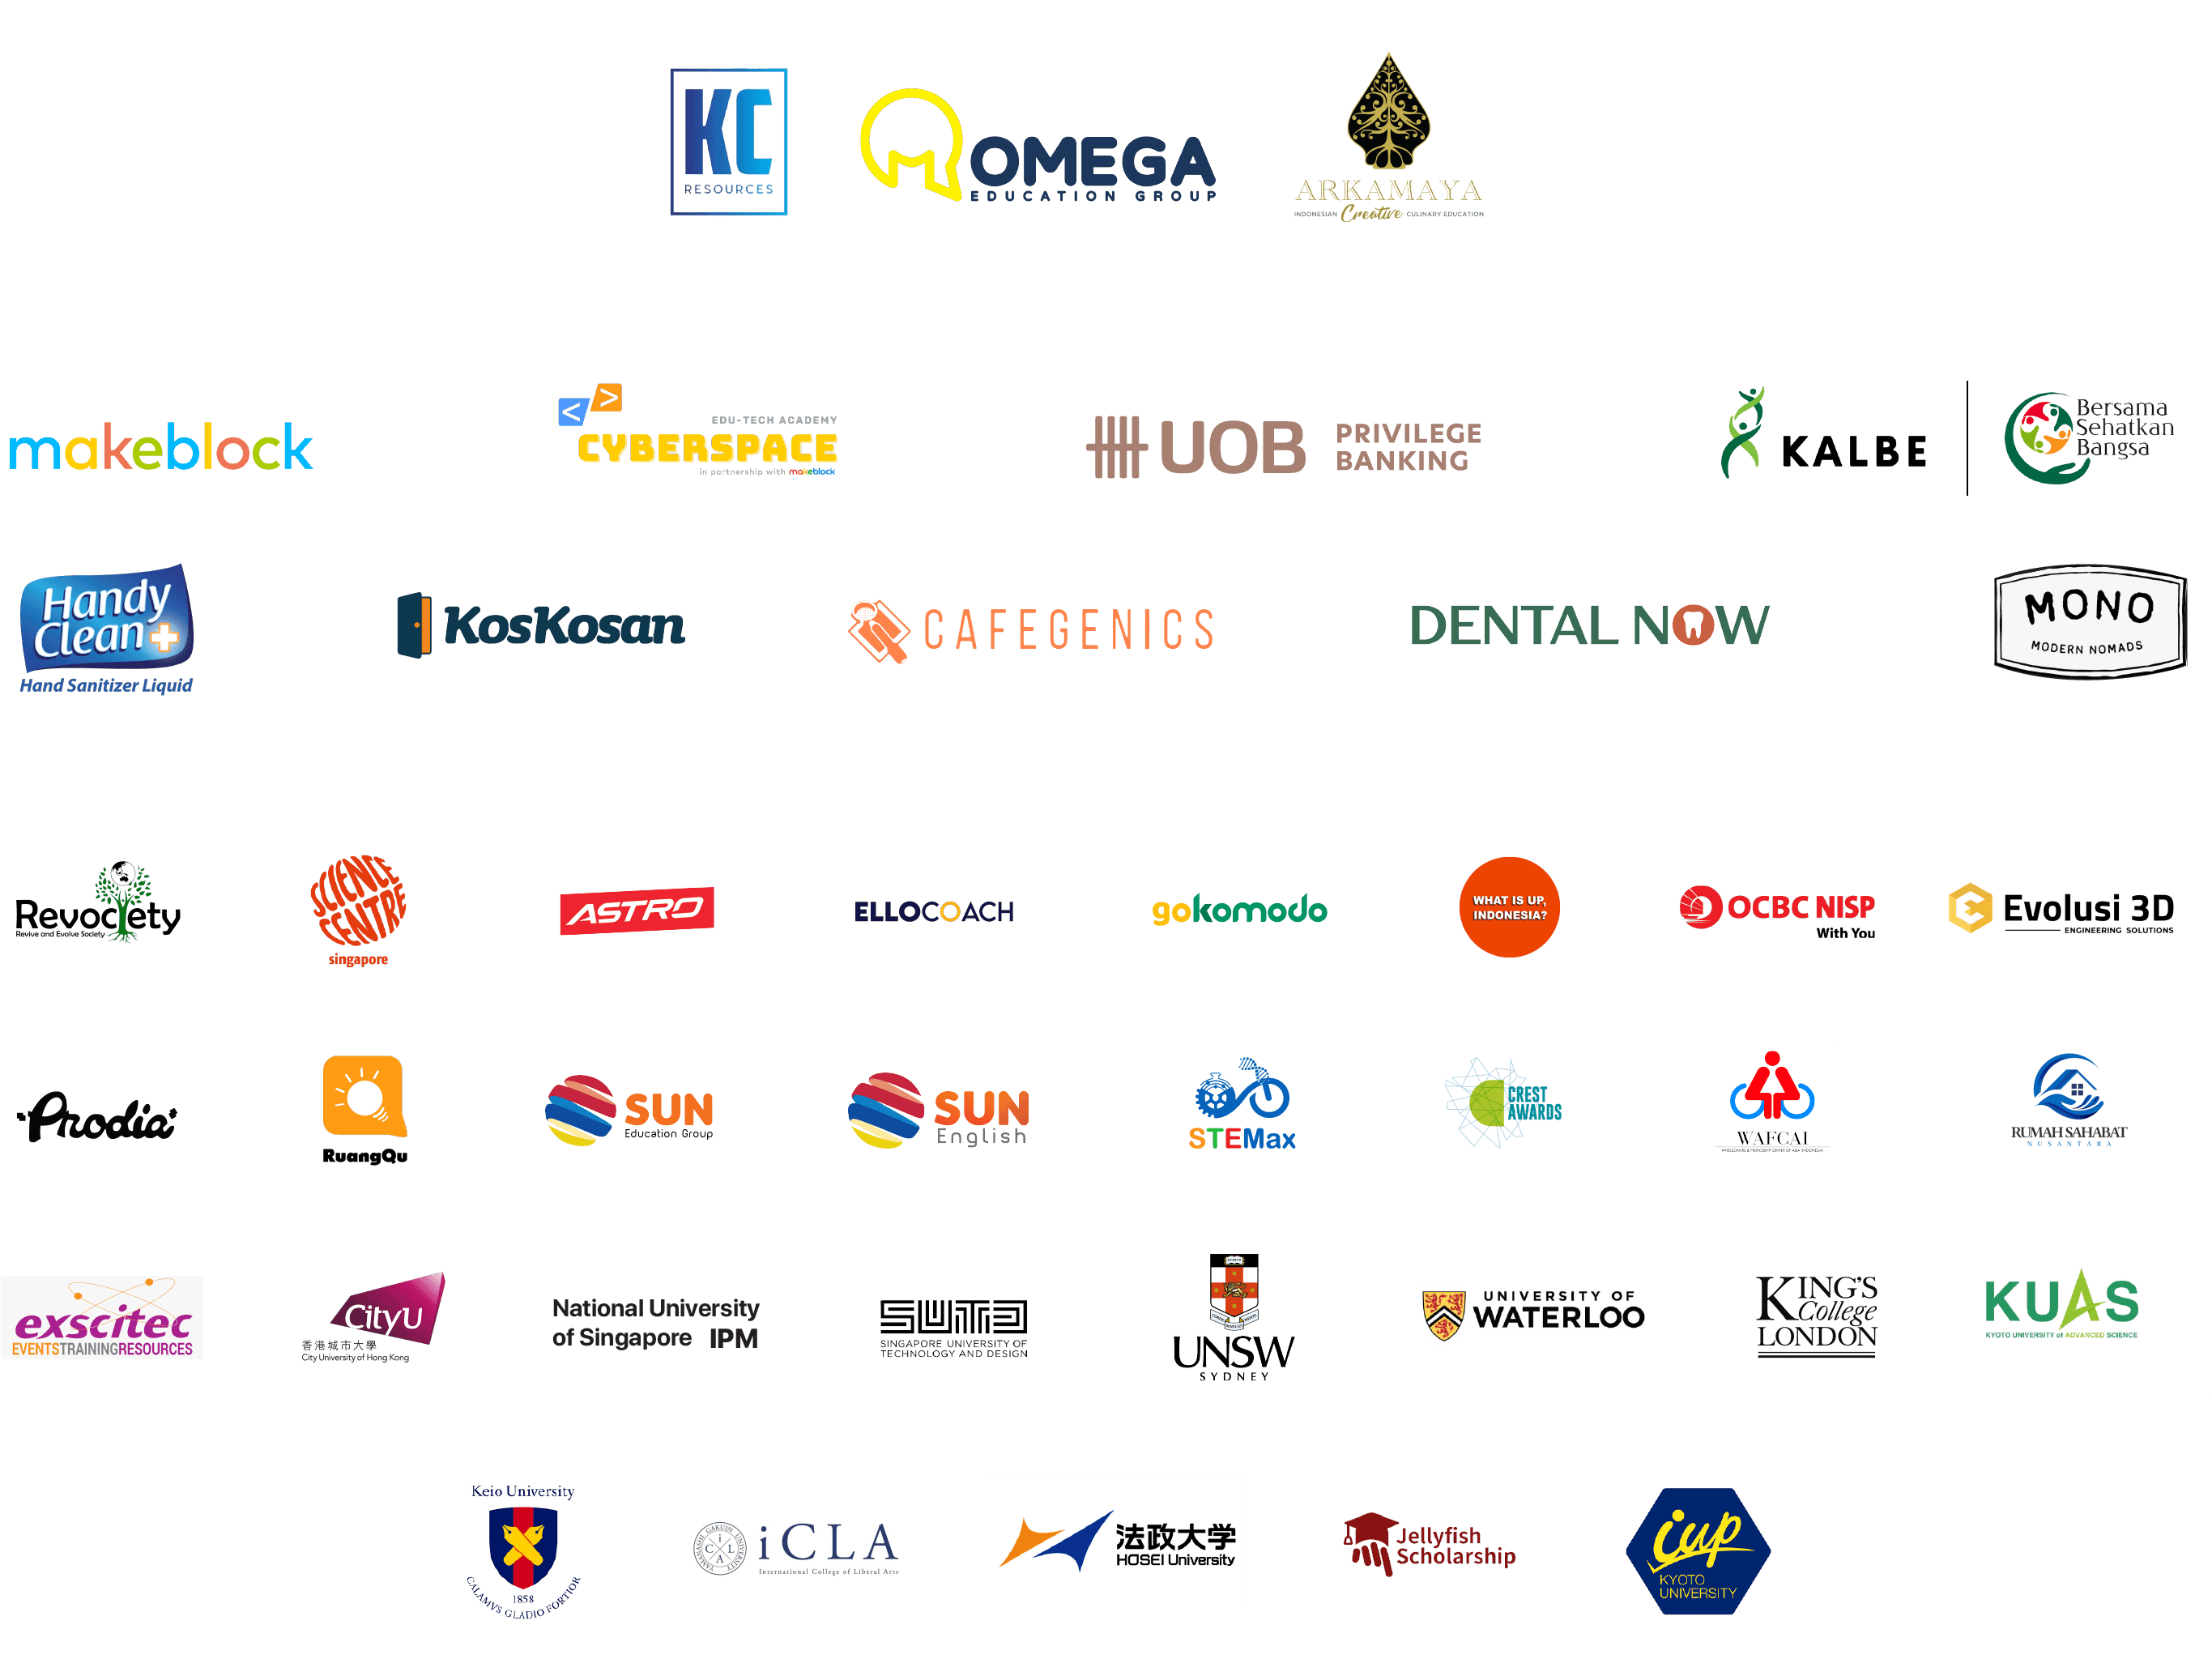 KC
RESOURCES
OMEGA
EDUCATION GROUP
ARKAMAYA
INDONESIAN Creative CULINARY EDUCATION
makeblock
< >
EDU-TECH ACADEMY
CYBERSPACE
in partnership with makeblock
UOB
PRIVILEGE
BANKING
KALBE
Bersama
Sehatkan
Bangsa
Handy
Clean
Hand Sanitizer Liquid
KosKosan
CAFEGENICS
DENTAL NOW
MONO
MODERN NOMADS
Revociety
Revive and Evolve Society
SCIENCE
CENTRE
singapore
ASTRO
ELLOCOACH
gokomodo
WHAT IS UP,
INDONESIA?
OCBC NISP
With You
Evolusi 3D
ENGINEERING SOLUTIONS
Prodia
RuangQu
SUN
Education Group
SUN
English
STEMax
CREST
AWARDS
WAFCAI
RUMAH SAHABAT
NUSANTARA
exscitec
EVENTSTRAININGRESOURCES
CityU
香港城市大學
City University of Hong Kong
National University
of Singapore IPM
SUTD
SINGAPORE UNIVERSITY OF
TECHNOLOGY AND DESIGN
UNSW
SYDNEY
UNIVERSITY OF
WATERLOO
KING'S
College
LONDON
KUAS
KYOTO UNIVERSITY of ADVANCED SCIENCE
Keio University
1858
CALAMVS GLADIO FORTIOR
YAMANASHI GAKUIN UNIVERSITY
i C L A
iCLA
International College of Liberal Arts
法政大学
HOSEI University
Jellyfish
Scholarship
iup
KYOTO
UNIVERSITY